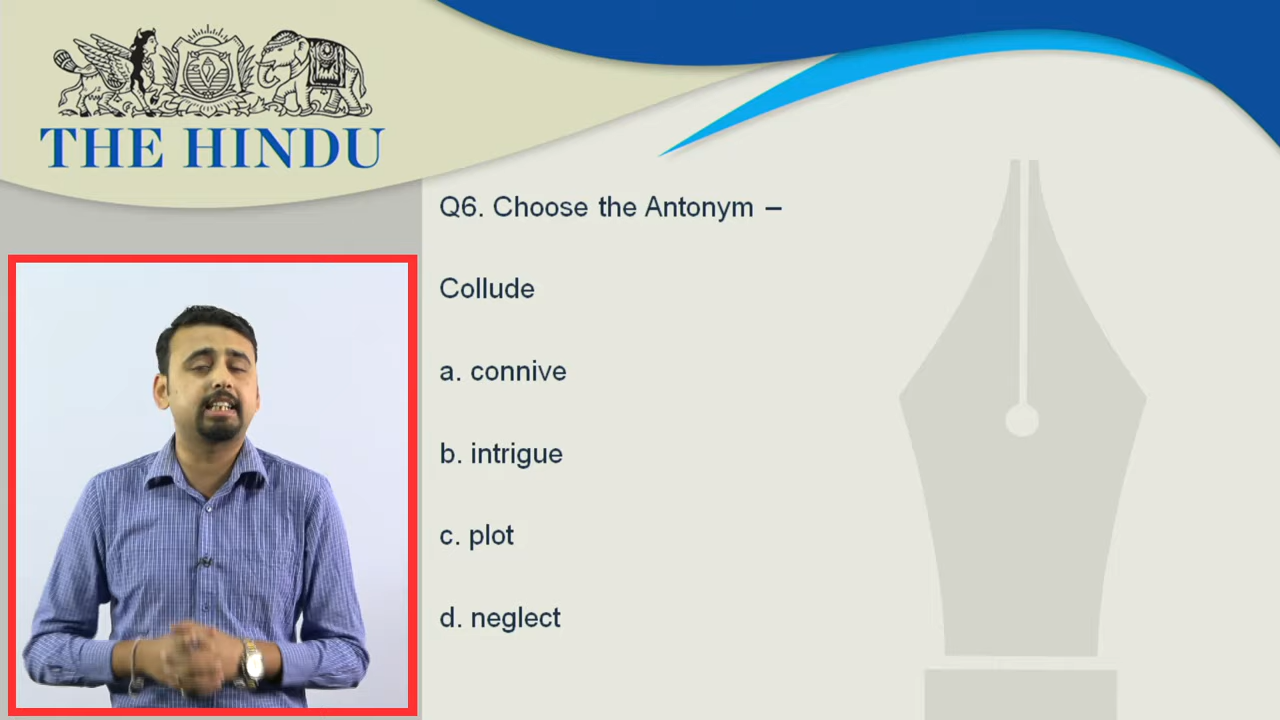 THE HINDU
Q6. Choose the Antonym –
Collude
a. connive
b. intrigue
c. plot
d. neglect